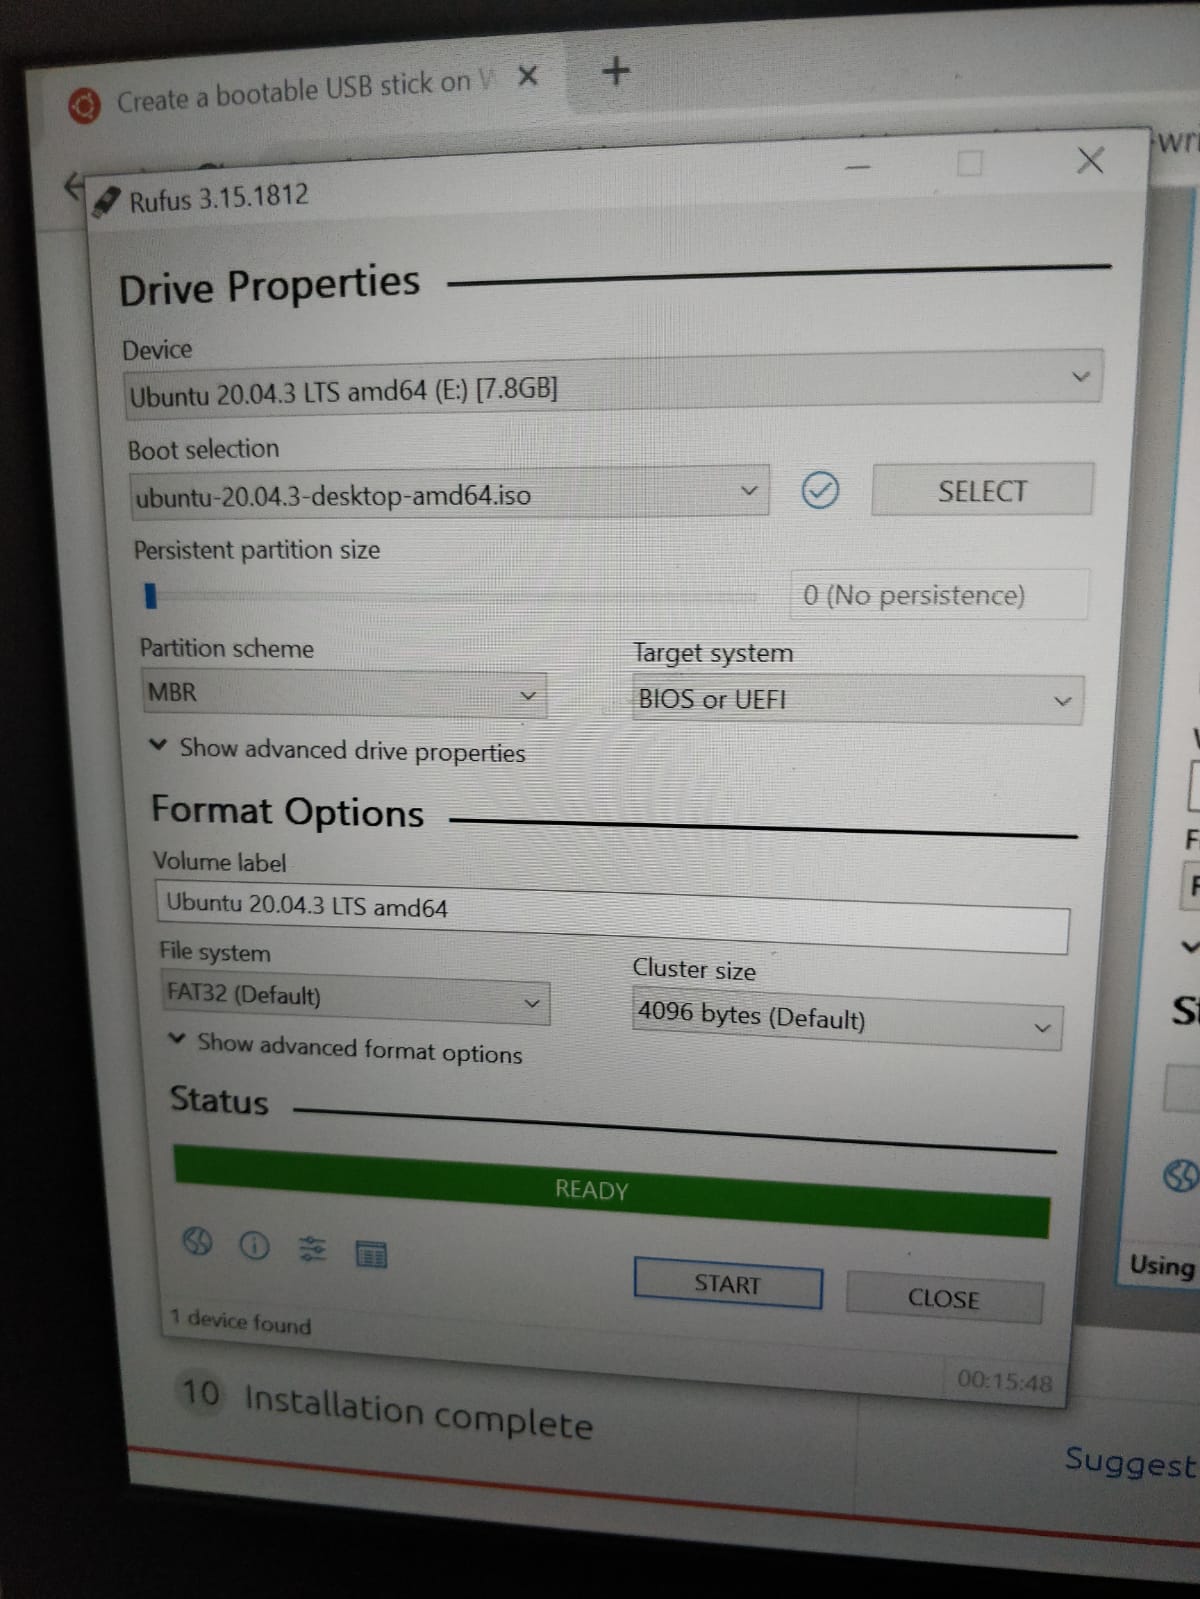 Create a bootable USB stick on W
Rufus 3.15.1812
Drive Properties
Device
Ubuntu 20.04.3 LTS amd64 (E:) [7.8GB]
Boot selection
ubuntu-20.04.3-desktop-amd64.iso
SELECT
Persistent partition size
0 (No persistence)
Partition scheme
Target system
MBR
BIOS or UEFI
Show advanced drive properties
Format Options
Volume label
Ubuntu 20.04.3 LTS amd64
File system
Cluster size
FAT32 (Default)
4096 bytes (Default)
Show advanced format options
Status
READY
START
CLOSE
1 device found
00:15:48
Using
10 Installation complete
Suggest